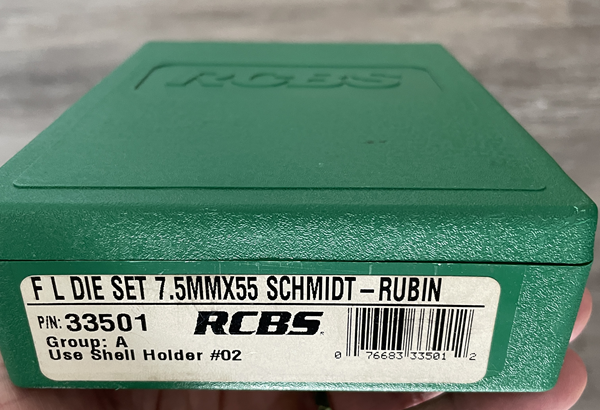 RCBS
F L DIE SET 7.5MMX55 SCHMIDT-RUBIN
P/N: 33501 RCBS.
Group: A
Use Shell Holder #02
0 76683 33501 2